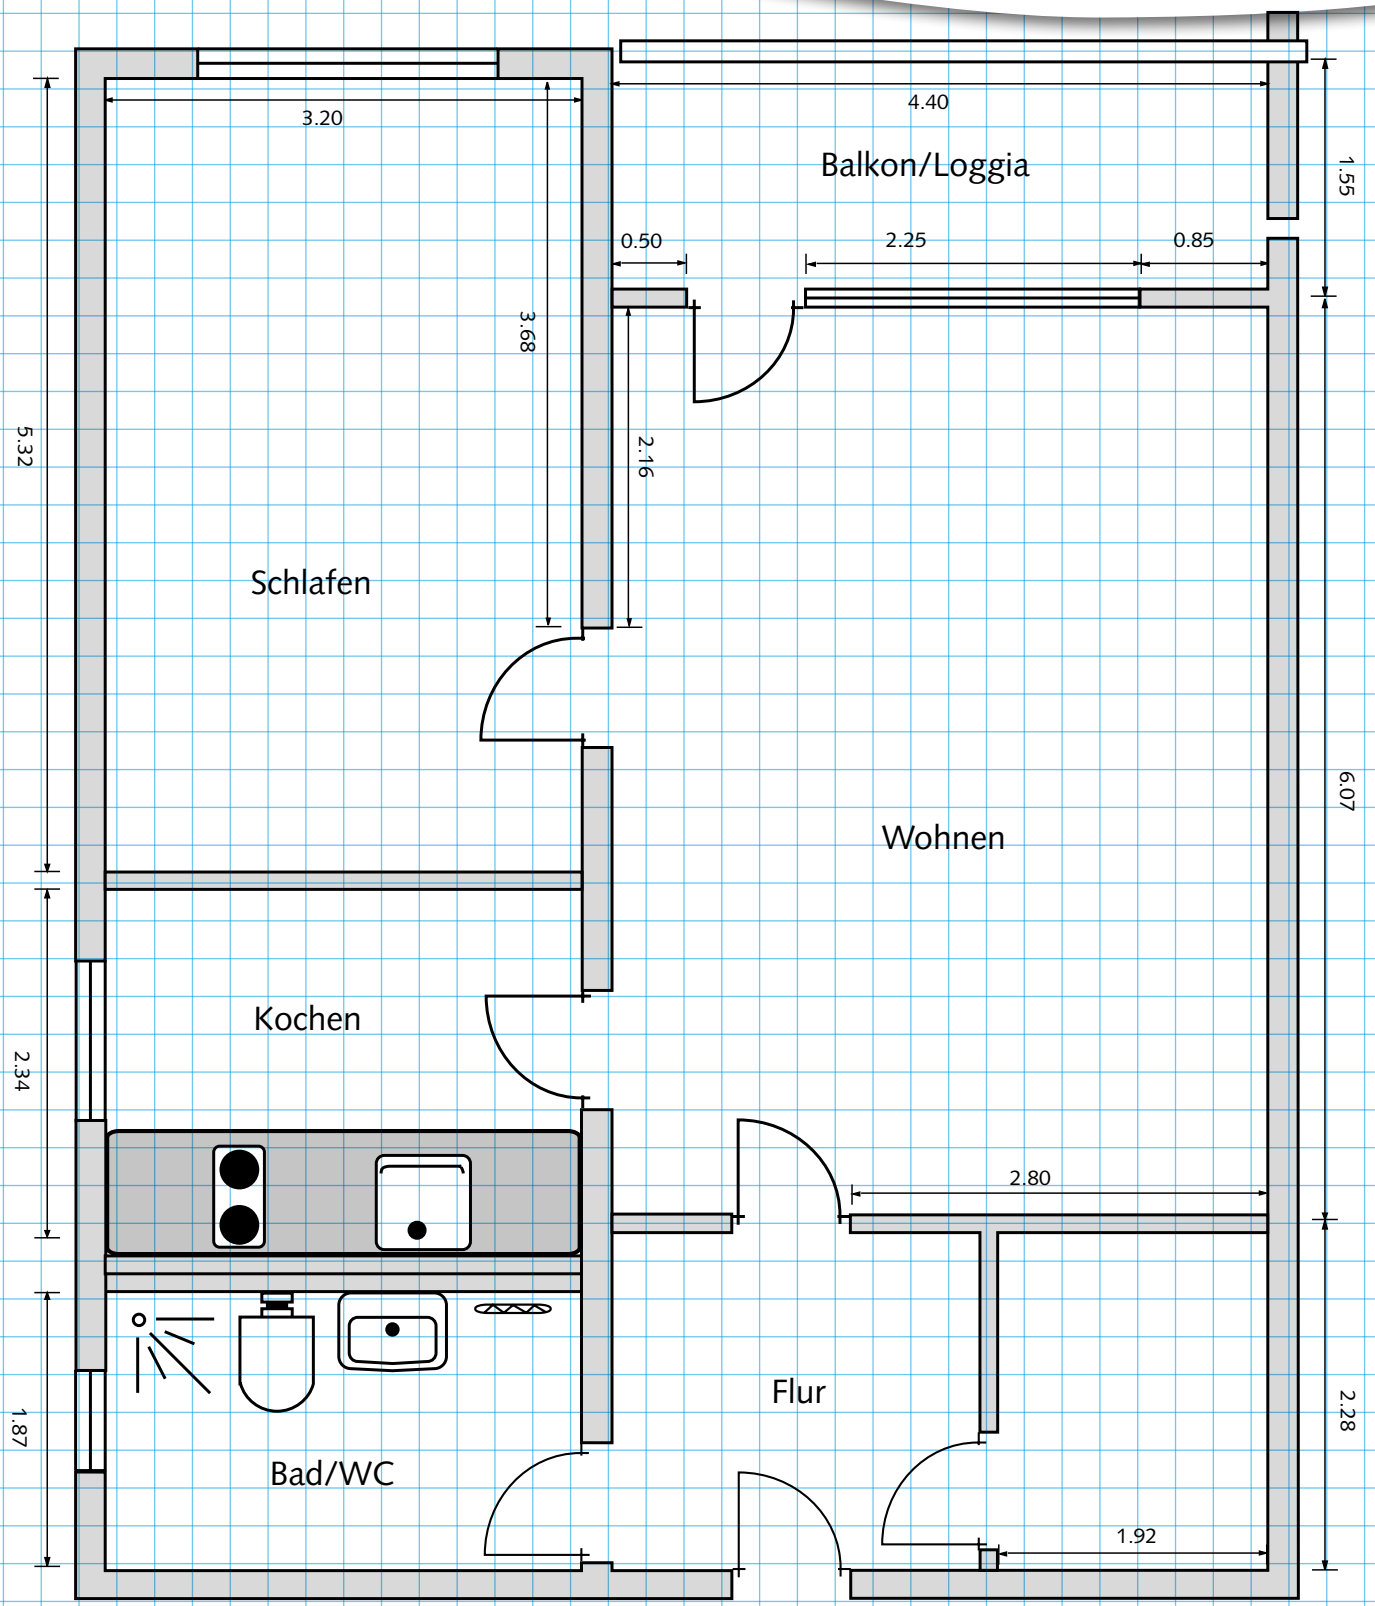 3.20
4.40
Balkon/Loggia
1.55
0.50
2.25
0.85
3.68
5.32
2.16
Schlafen
6.07
Wohnen
Kochen
2.34
2.80
Flur
2.28
1.87
Bad/WC
1.92